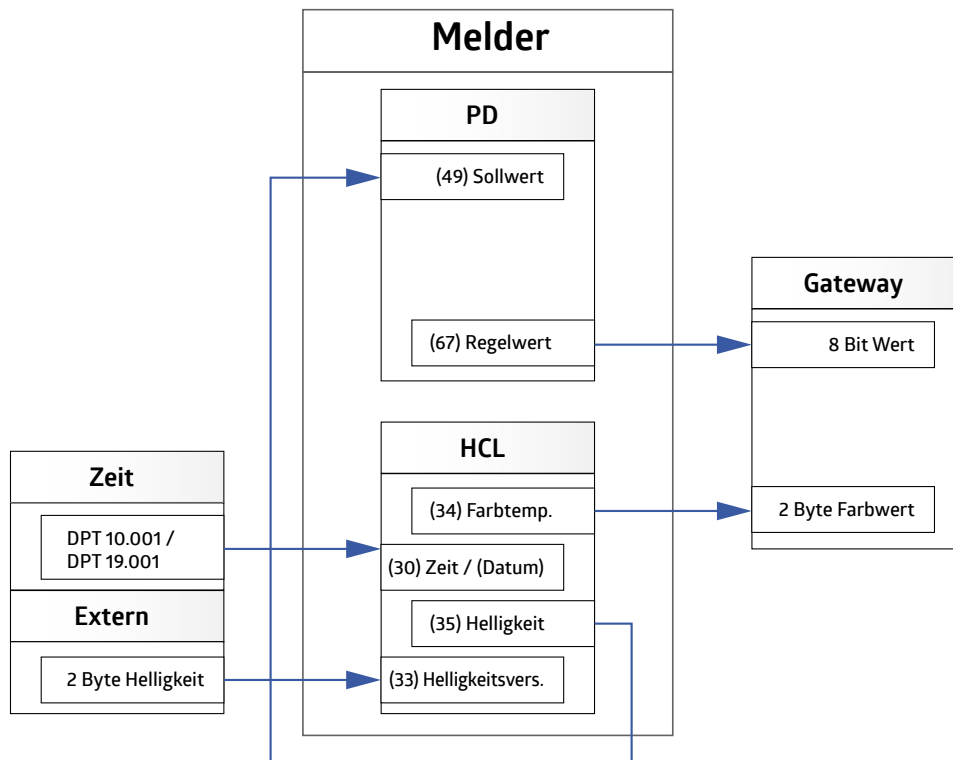 Melder
PD
(49) Sollwert
(67) Regelwert
Gateway
8 Bit Wert
2 Byte Farbwert
HCL
(34) Farbtemp.
(30) Zeit / (Datum)
(35) Helligkeit
(33) Helligkeitsvers.
Zeit
DPT 10.001 /
DPT 19.001
Extern
2 Byte Helligkeit